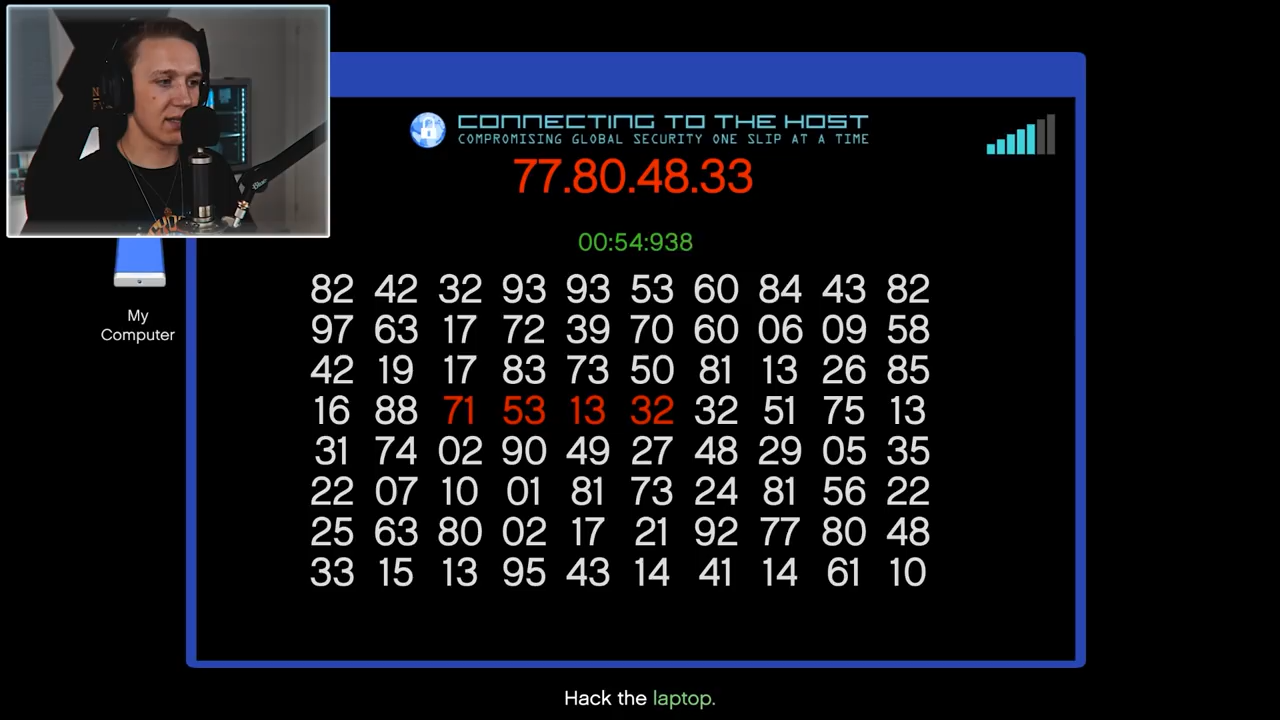 CONNECTING TO THE HOST
COMPROMISING GLOBAL SECURITY ONE SLIP AT A TIME
77.80.48.33
00:54:938
82 42 32 93 93 53 60 84 43 82
97 63 17 72 39 70 60 06 09 58
42 19 17 83 73 50 81 13 26 85
16 88 71 53 13 32 32 51 75 13
31 74 02 90 49 27 48 29 05 35
22 07 10 01 81 73 24 81 56 22
25 63 80 02 17 21 92 77 80 48
33 15 13 95 43 14 41 14 61 10
My
Computer
Hack the laptop.